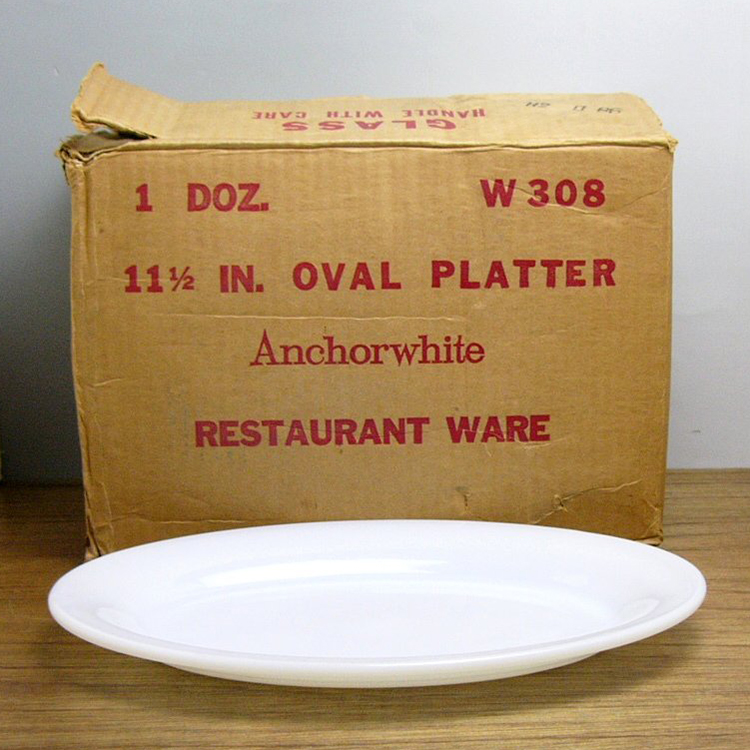 GLASS
HANDLE WITH CARE
1 DOZ. W 308
11½ IN. OVAL PLATTER
Anchorwhite
RESTAURANT WARE